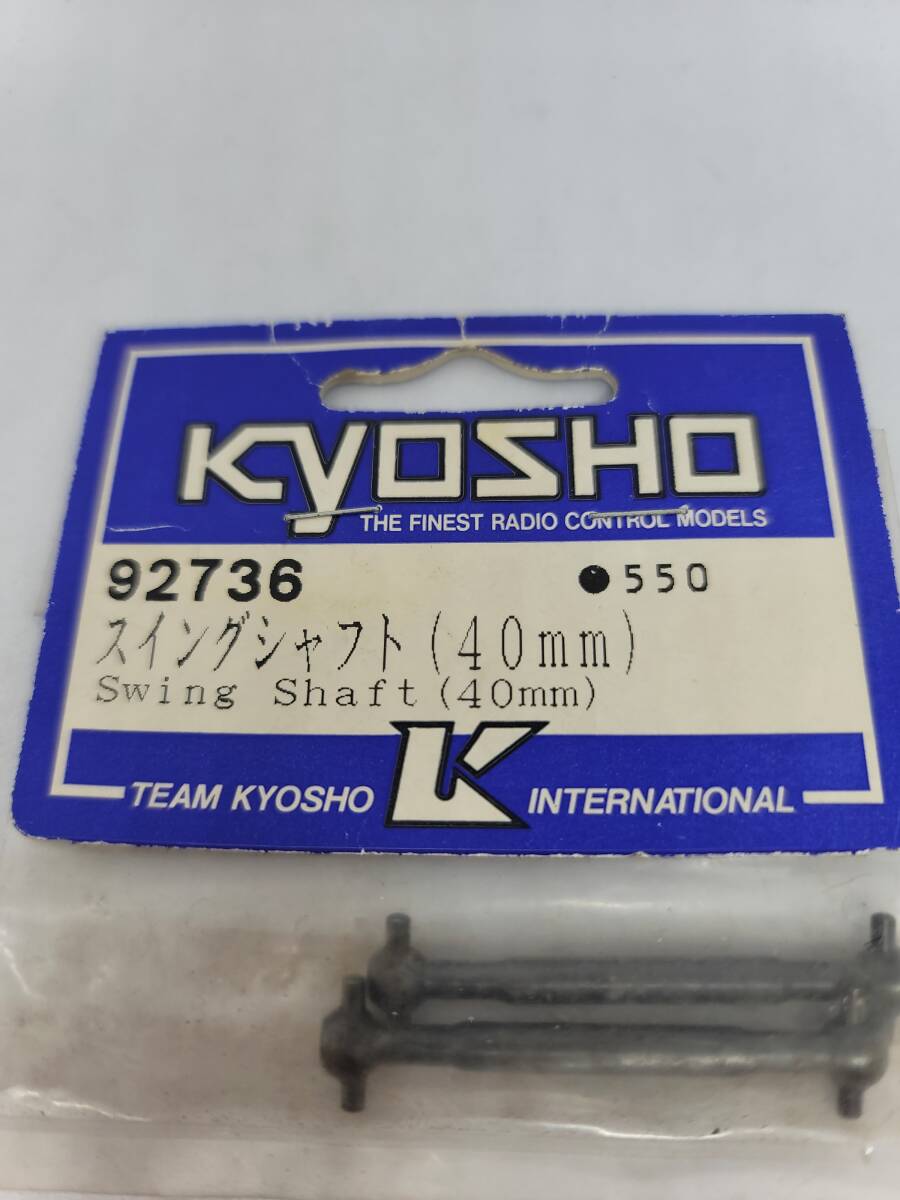 KYOSHO
THE FINEST RADIO CONTROL MODELS
92736 ●550
スイングシャフト(40mm)
Swing Shaft(40mm)
TEAM KYOSHO K INTERNATIONAL